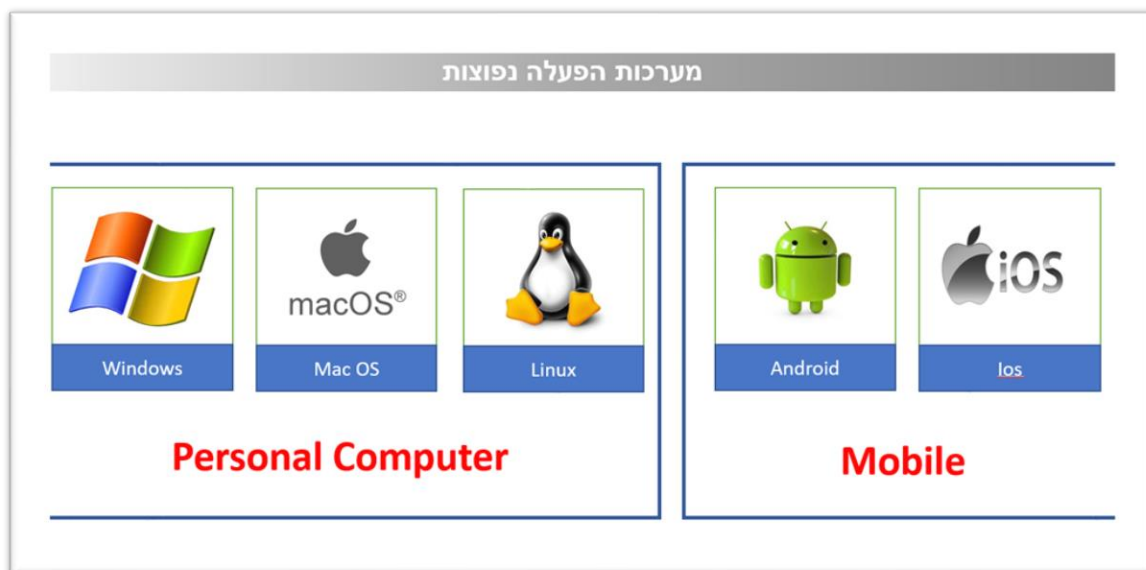 מערכות הפעלה נפוצות
macOS®
iOS
Windows
Mac OS
Linux
Android
Ios
Personal Computer
Mobile